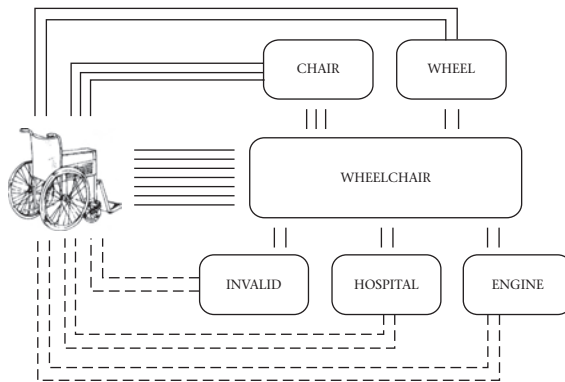 CHAIR
WHEEL
WHEELCHAIR
INVALID
HOSPITAL
ENGINE